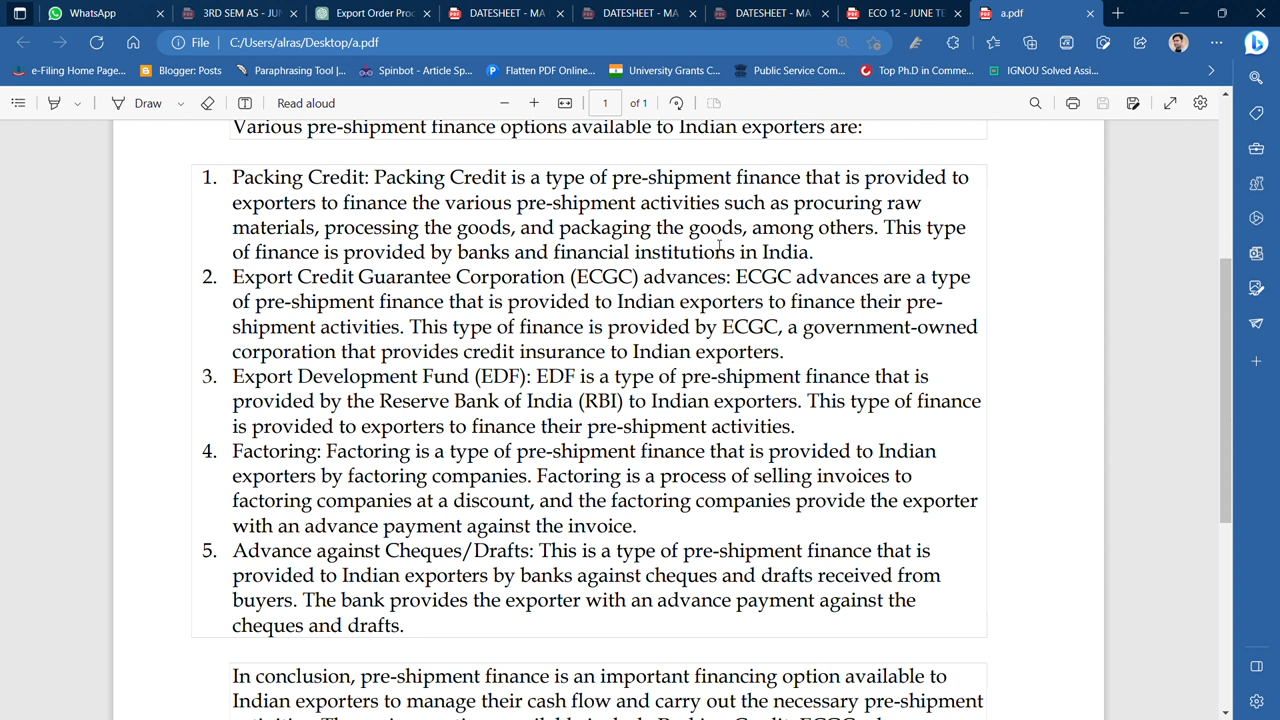 WhatsApp
3RD SEM AS - JUN
Export Order Proc
DATESHEET - MA
DATESHEET - MA
DATESHEET - MA
ECO 12 - JUNE TE
a.pdf
File
C:/Users/alras/Desktop/a.pdf
e-Filing Home Page...
Blogger: Posts
Paraphrasing Tool |...
Spinbot - Article Sp...
Flatten PDF Online...
University Grants C...
Public Service Com...
Top Ph.D in Comme...
IGNOU Solved Assi...
Draw
Read aloud
1
of 1
Various pre-shipment finance options available to Indian exporters are:
1. Packing Credit: Packing Credit is a type of pre-shipment finance that is provided to
exporters to finance the various pre-shipment activities such as procuring raw
materials, processing the goods, and packaging the goods, among others. This type
of finance is provided by banks and financial institutions in India.
2. Export Credit Guarantee Corporation (ECGC) advances: ECGC advances are a type
of pre-shipment finance that is provided to Indian exporters to finance their pre-
shipment activities. This type of finance is provided by ECGC, a government-owned
corporation that provides credit insurance to Indian exporters.
3. Export Development Fund (EDF): EDF is a type of pre-shipment finance that is
provided by the Reserve Bank of India (RBI) to Indian exporters. This type of finance
is provided to exporters to finance their pre-shipment activities.
4. Factoring: Factoring is a type of pre-shipment finance that is provided to Indian
exporters by factoring companies. Factoring is a process of selling invoices to
factoring companies at a discount, and the factoring companies provide the exporter
with an advance payment against the invoice.
5. Advance against Cheques/Drafts: This is a type of pre-shipment finance that is
provided to Indian exporters by banks against cheques and drafts received from
buyers. The bank provides the exporter with an advance payment against the
cheques and drafts.
In conclusion, pre-shipment finance is an important financing option available to
Indian exporters to manage their cash flow and carry out the necessary pre-shipment